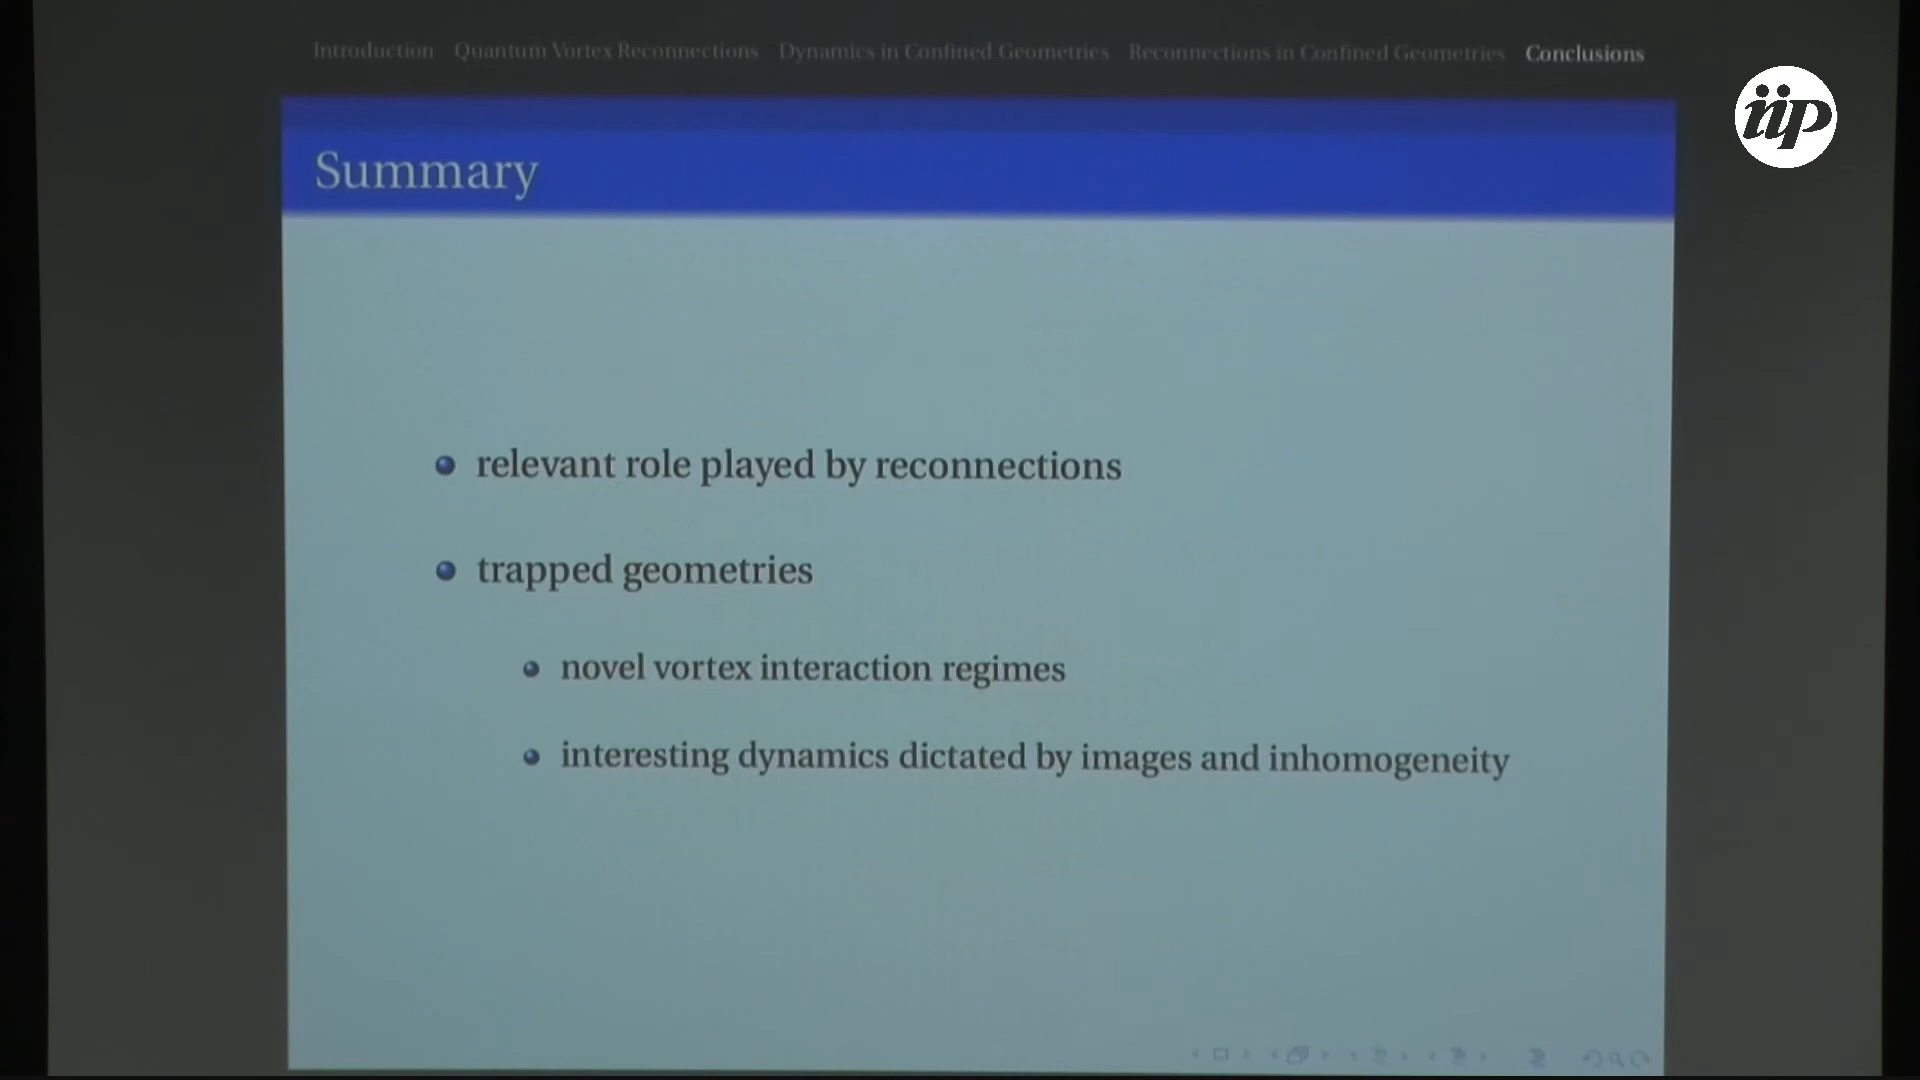 Introduction Quantum Vortex Reconnections Dynamics in Confined Geometries Reconnections in Confined Geometries Conclusions
iip
Summary
relevant role played by reconnections
trapped geometries
novel vortex interaction regimes
interesting dynamics dictated by images and inhomogeneity